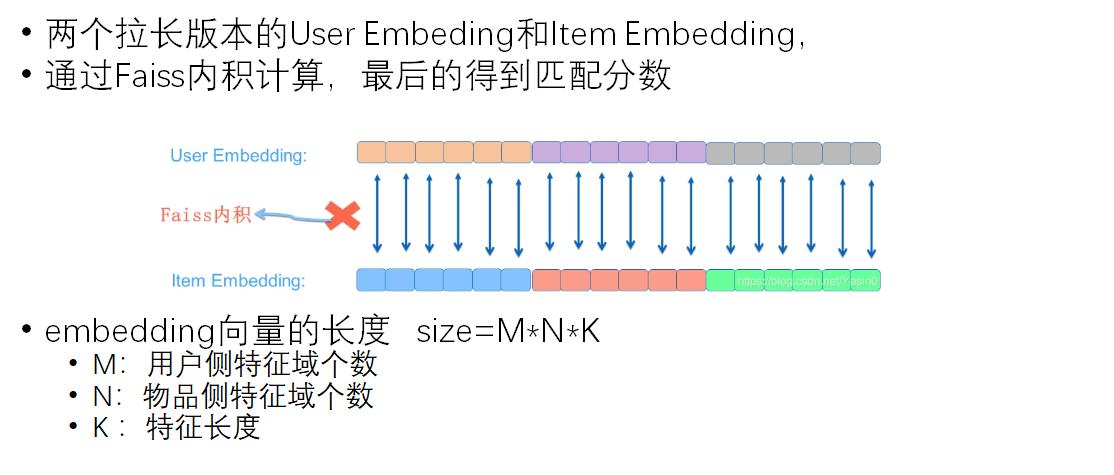 • 两个拉长版本的User Embeding和Item Embedding，
• 通过Faiss内积计算，最后的得到匹配分数
User Embedding:
Faiss内积
Item Embedding:
https://blog.csdn.net/Yasin0
• embedding向量的长度 size=M*N*K
• M：用户侧特征域个数
• N：物品侧特征域个数
• K：特征长度